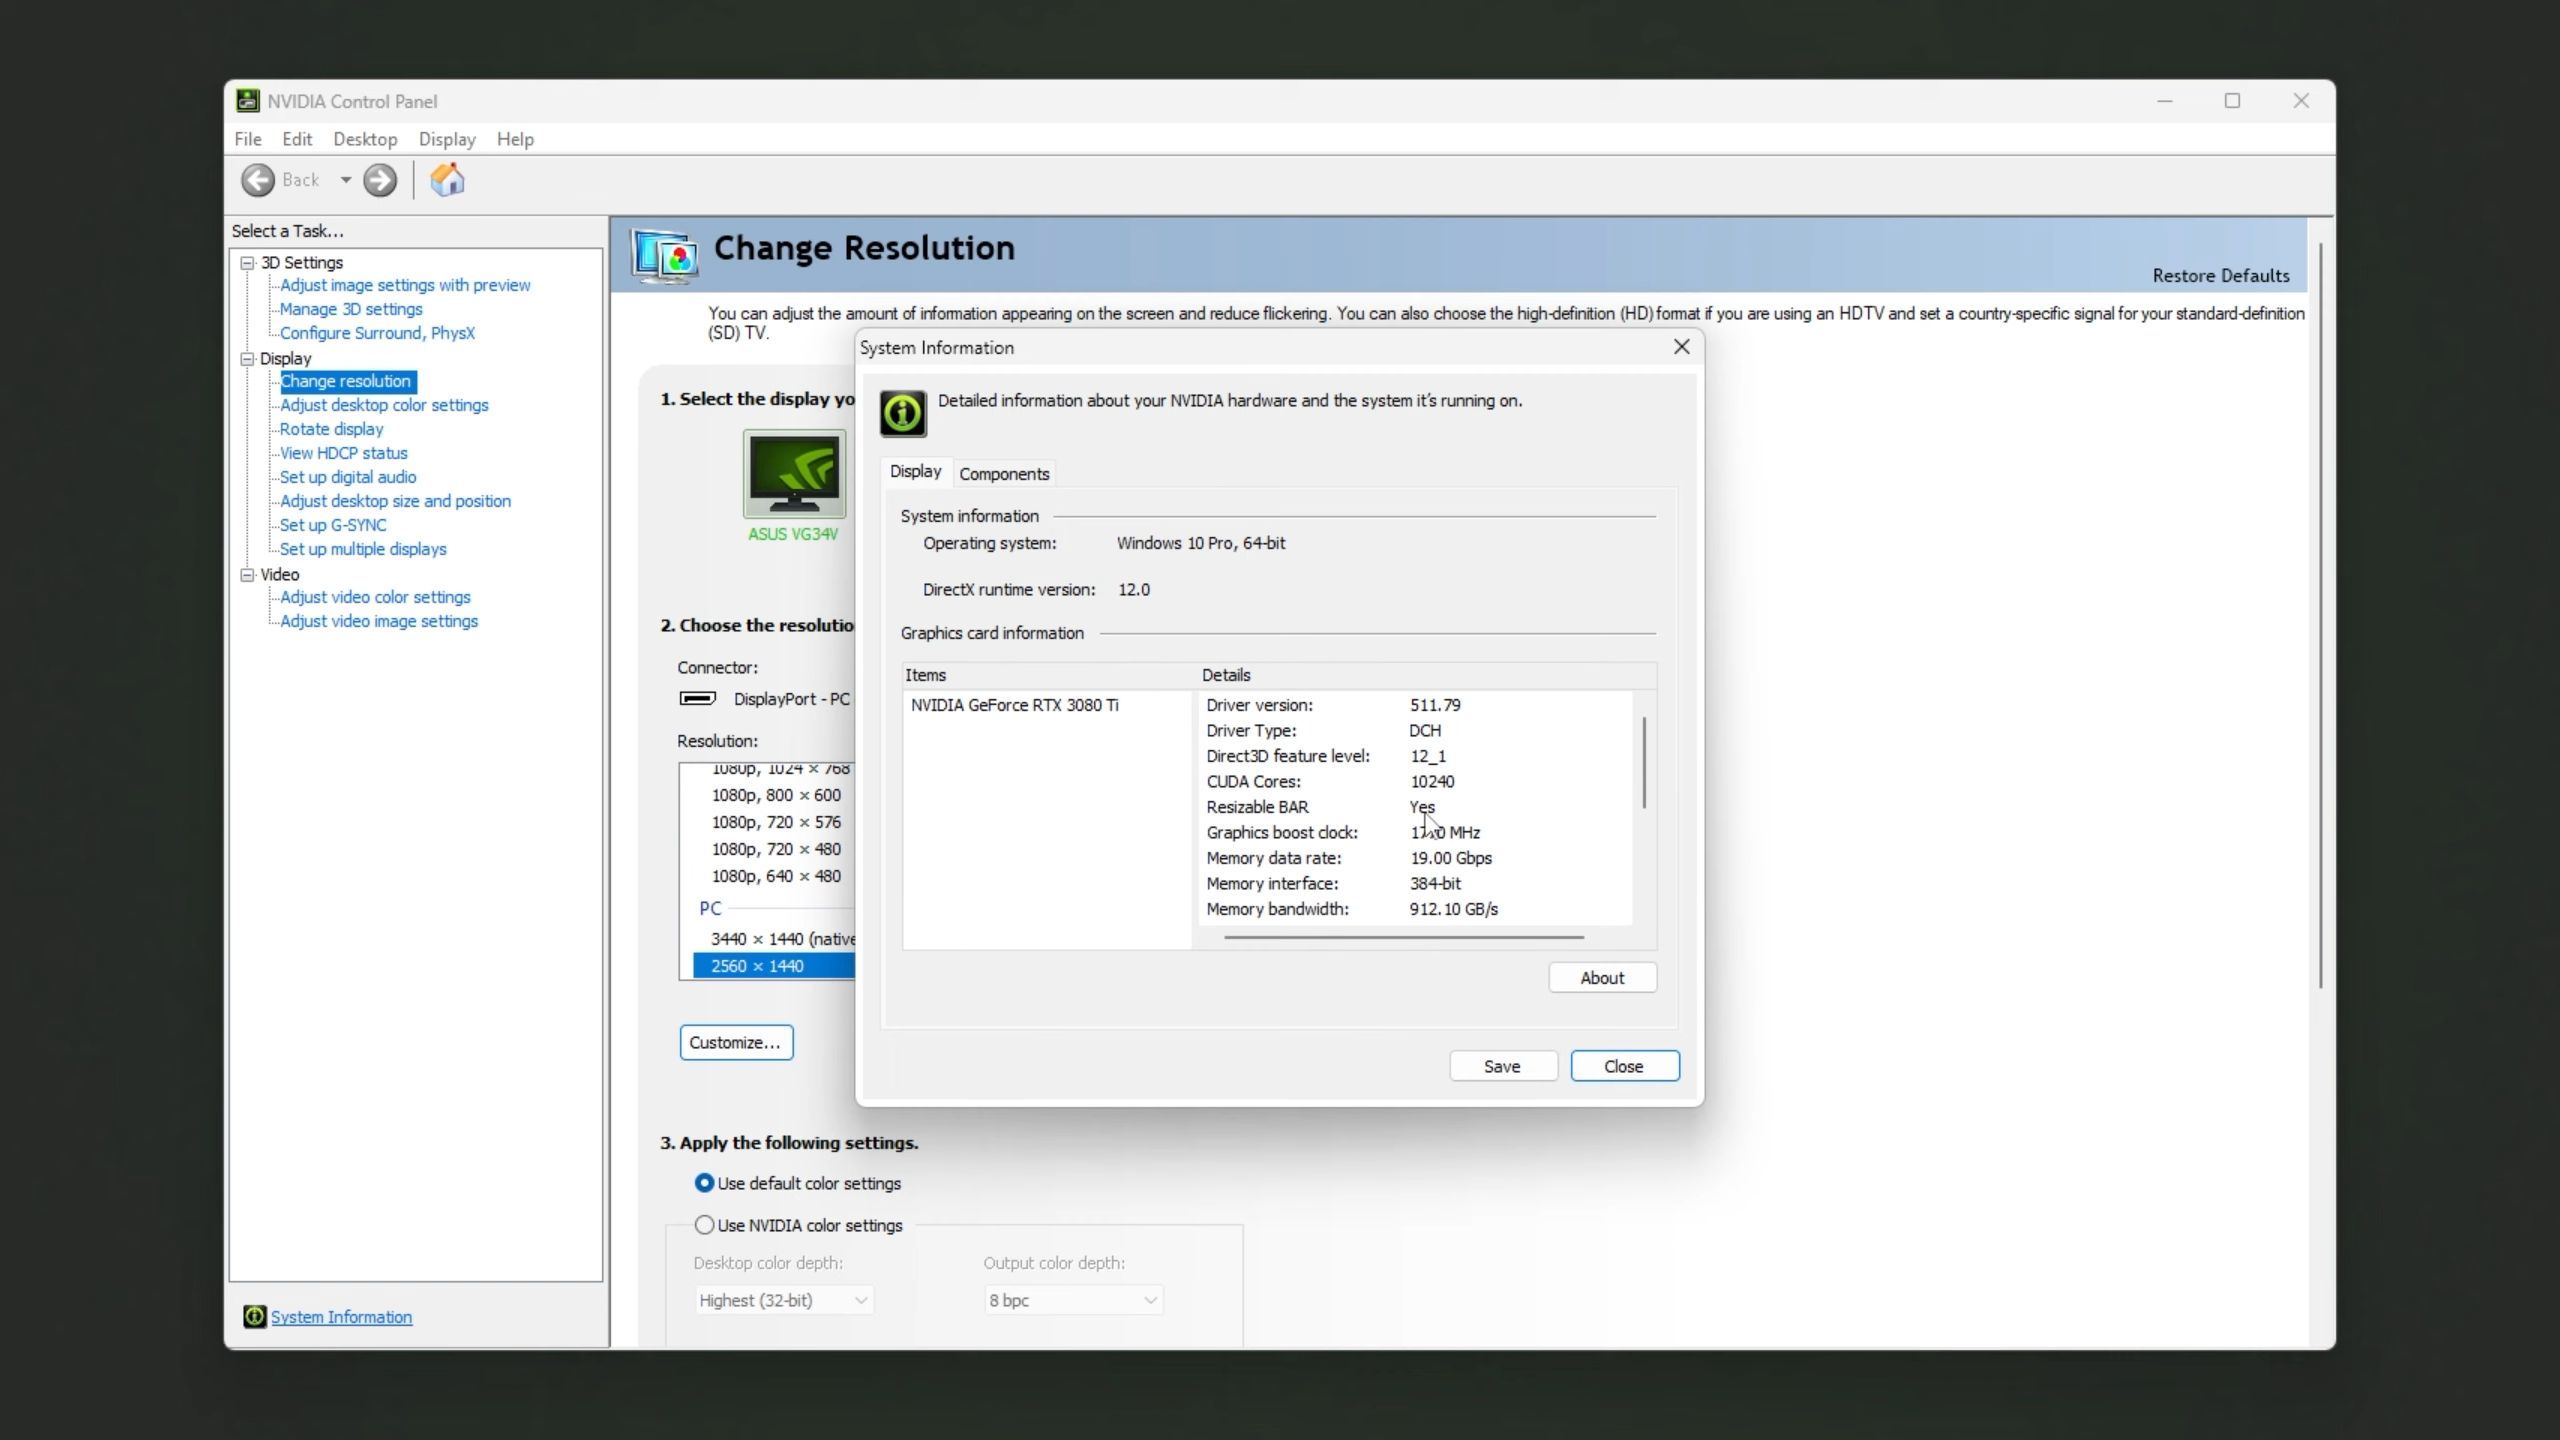 NVIDIA Control Panel
File Edit Desktop Display Help
Back
Select a Task...
3D Settings
Adjust image settings with preview
Manage 3D settings
Configure Surround, PhysX
Display
Change resolution
Adjust desktop color settings
Rotate display
View HDCP status
Set up digital audio
Adjust desktop size and position
Set up G-SYNC
Set up multiple displays
Video
Adjust video color settings
Adjust video image settings
System Information
Change Resolution
Restore Defaults
You can adjust the amount of information appearing on the screen and reduce flickering. You can also choose the high-definition (HD) format if you are using an HDTV and set a country-specific signal for your standard-definition
(SD) TV.
1. Select the display yo
ASUS VG34V
2. Choose the resolutio
Connector:
DisplayPort - PC
Resolution:
1080p, 1024 × 768
1080p, 800 × 600
1080p, 720 × 576
1080p, 720 × 480
1080p, 640 × 480
PC
3440 × 1440 (native
2560 × 1440
Customize...
3. Apply the following settings.
Use default color settings
Use NVIDIA color settings
Desktop color depth: Output color depth:
Highest (32-bit) 8 bpc
System Information
Detailed information about your NVIDIA hardware and the system it's running on.
Display Components
System information
Operating system: Windows 10 Pro, 64-bit
DirectX runtime version: 12.0
Graphics card information
Items Details
NVIDIA GeForce RTX 3080 Ti
Driver version: 511.79
Driver Type: DCH
Direct3D feature level: 12_1
CUDA Cores: 10240
Resizable BAR Yes
Graphics boost clock: MHz
Memory data rate: 19.00 Gbps
Memory interface: 384-bit
Memory bandwidth: 912.10 GB/s
About
Save Close